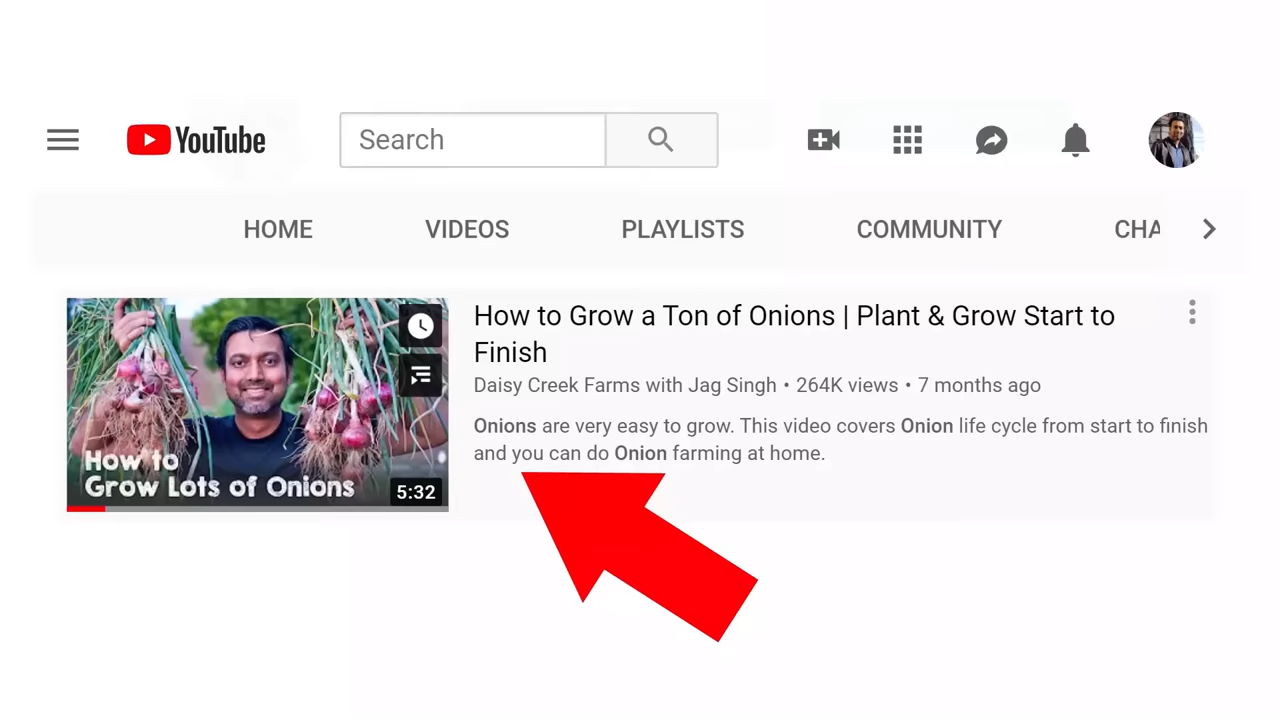 YouTube
Search
HOME
VIDEOS
PLAYLISTS
COMMUNITY
CHA
How to
Grow Lots of Onions
5:32
How to Grow a Ton of Onions | Plant & Grow Start to
Finish
Daisy Creek Farms with Jag Singh • 264K views • 7 months ago
Onions are very easy to grow. This video covers Onion life cycle from start to finish
and you can do Onion farming at home.